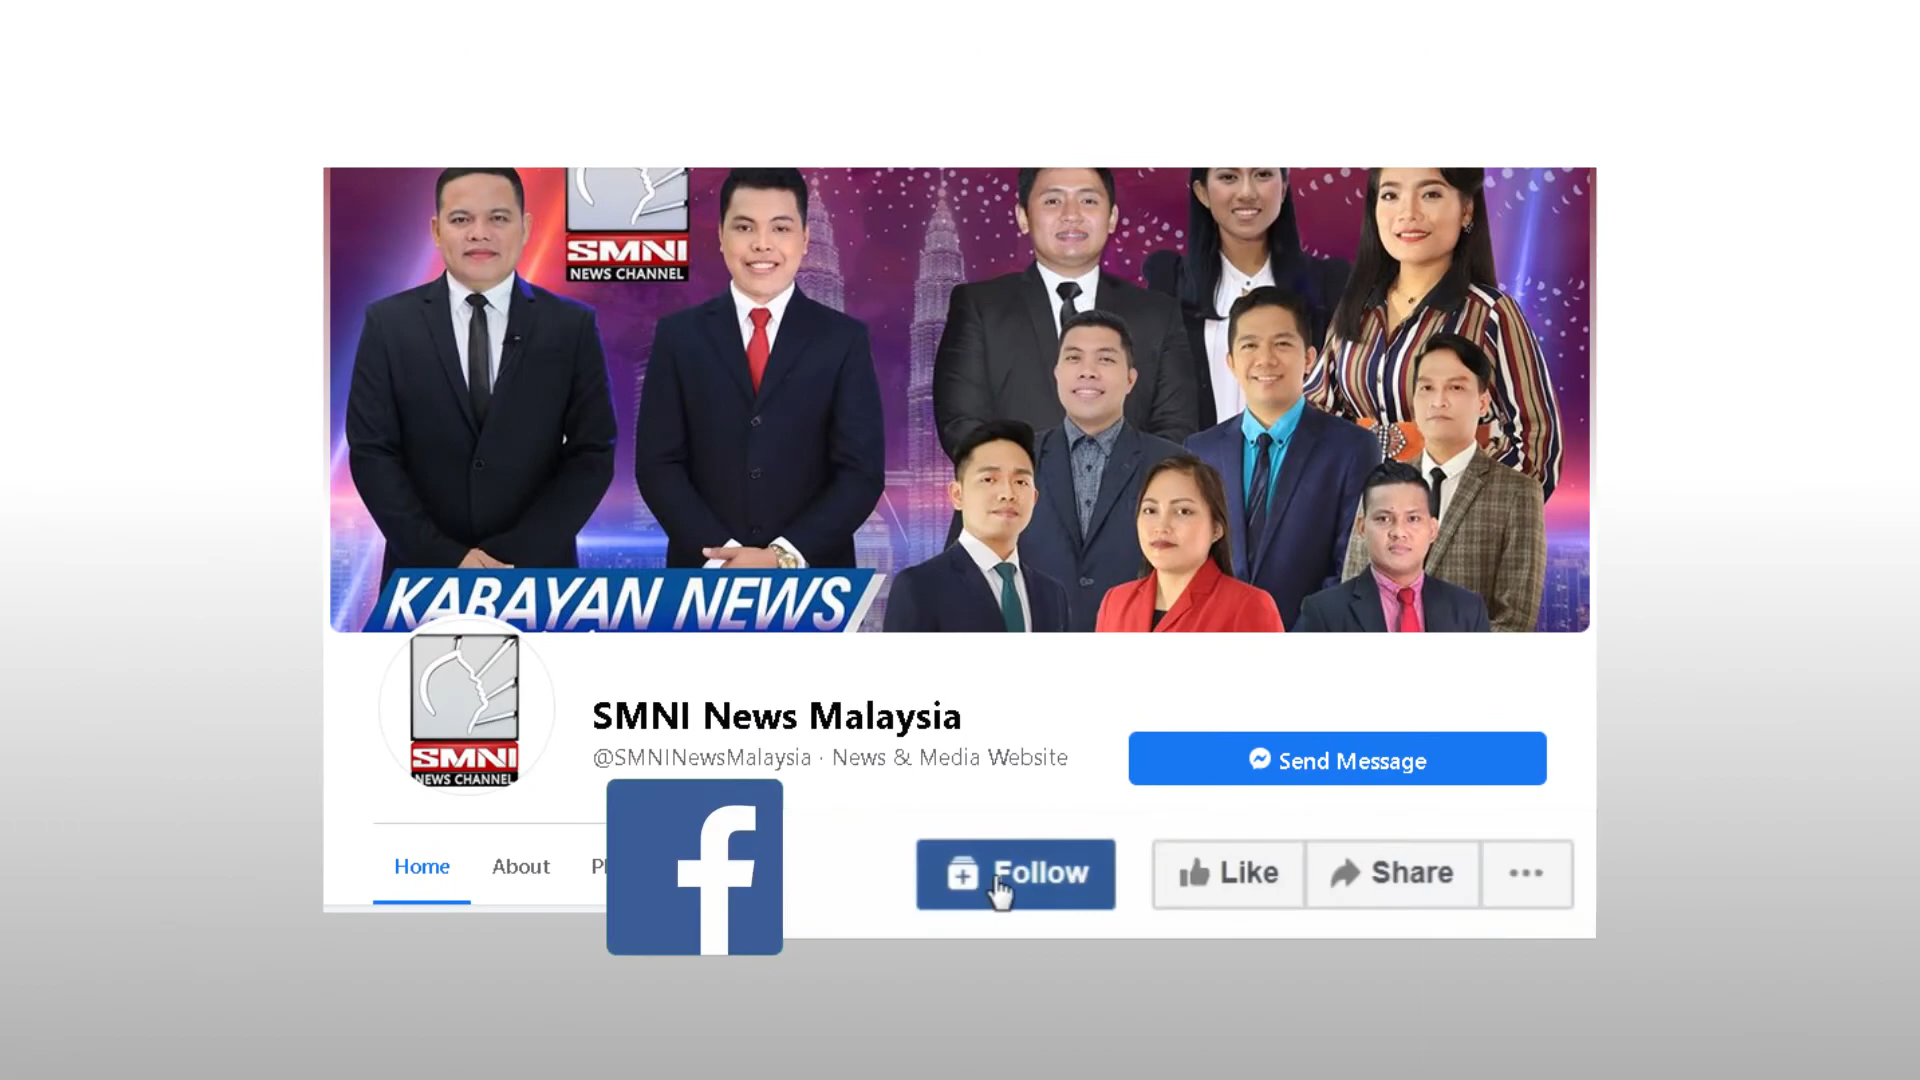 SMNI
NEWS CHANNEL
KABAYAN NEWS
SMNI
NEWS CHANNEL
SMNI News Malaysia
@SMNINewsMalaysia · News & Media Website
Send Message
Home About
Follow Like Share